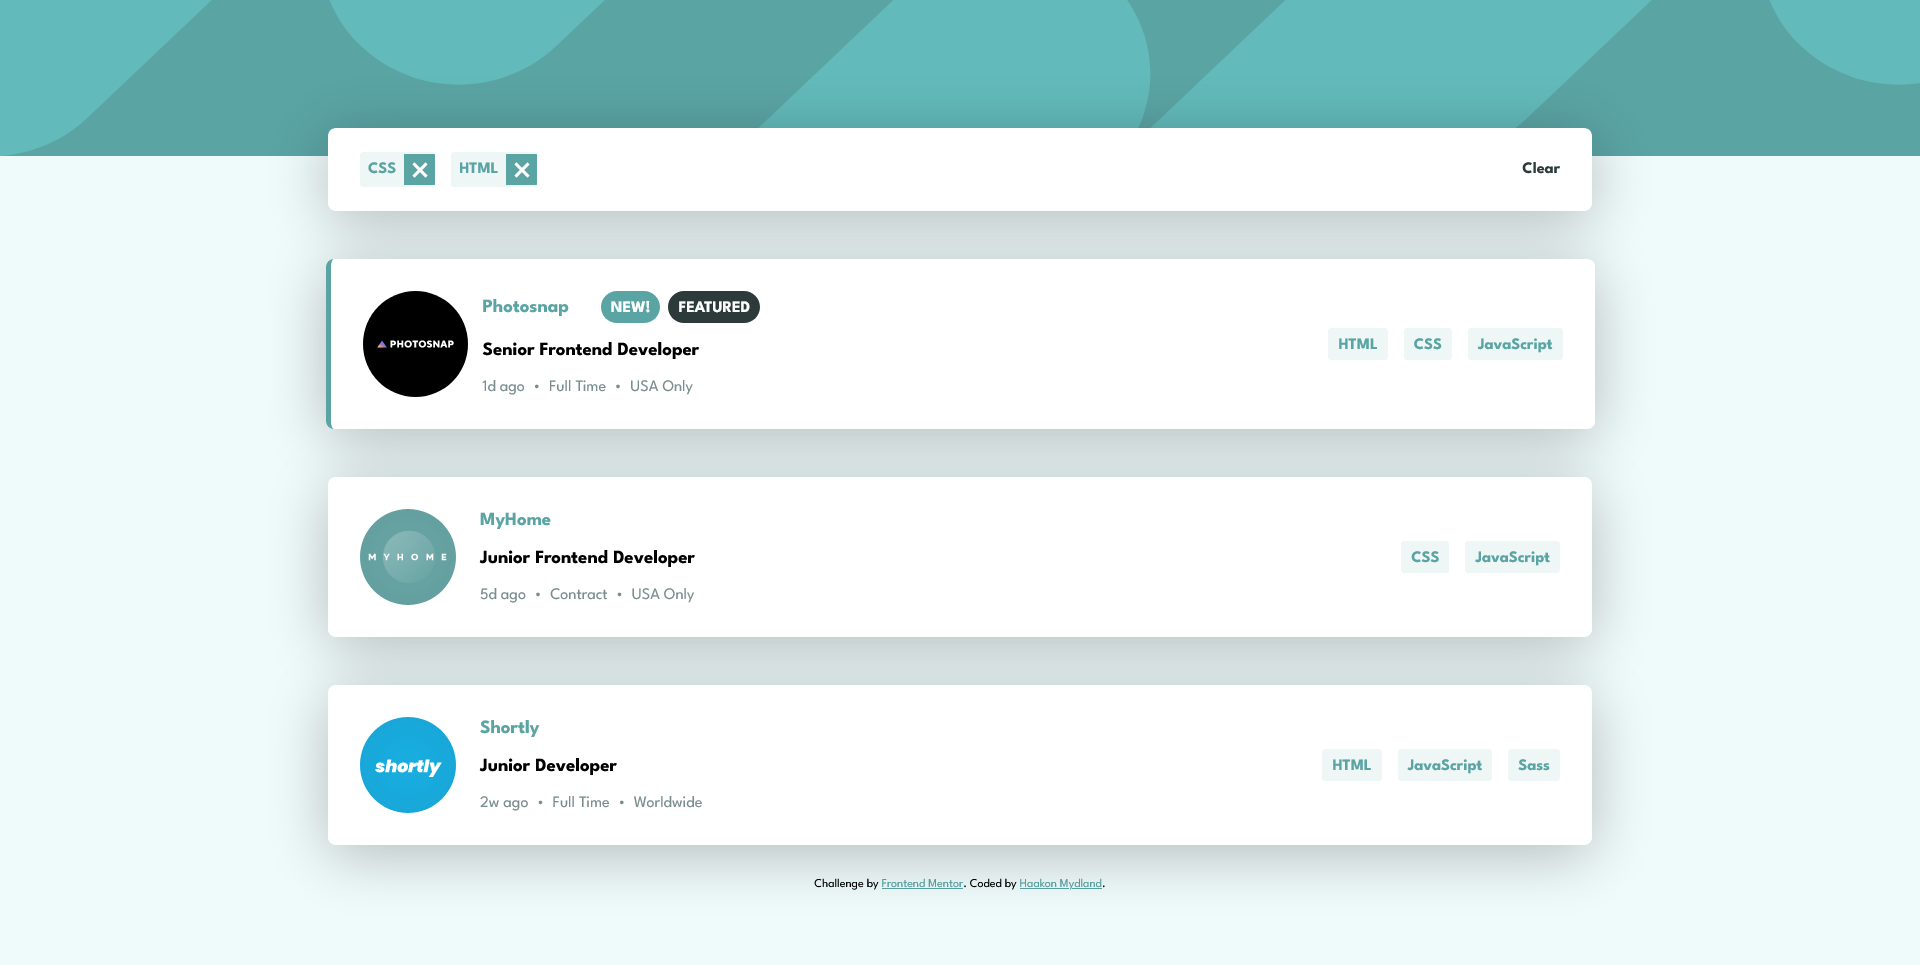 CSS HTML Clear
PHOTOSNAP
Photosnap NEW! FEATURED
Senior Frontend Developer
1d ago • Full Time • USA Only
HTML CSS JavaScript
MYHOME
MyHome
Junior Frontend Developer
5d ago • Contract • USA Only
CSS JavaScript
shortly
Shortly
Junior Developer
2w ago • Full Time • Worldwide
HTML JavaScript Sass
Challenge by Frontend Mentor. Coded by Haakon Mydland.